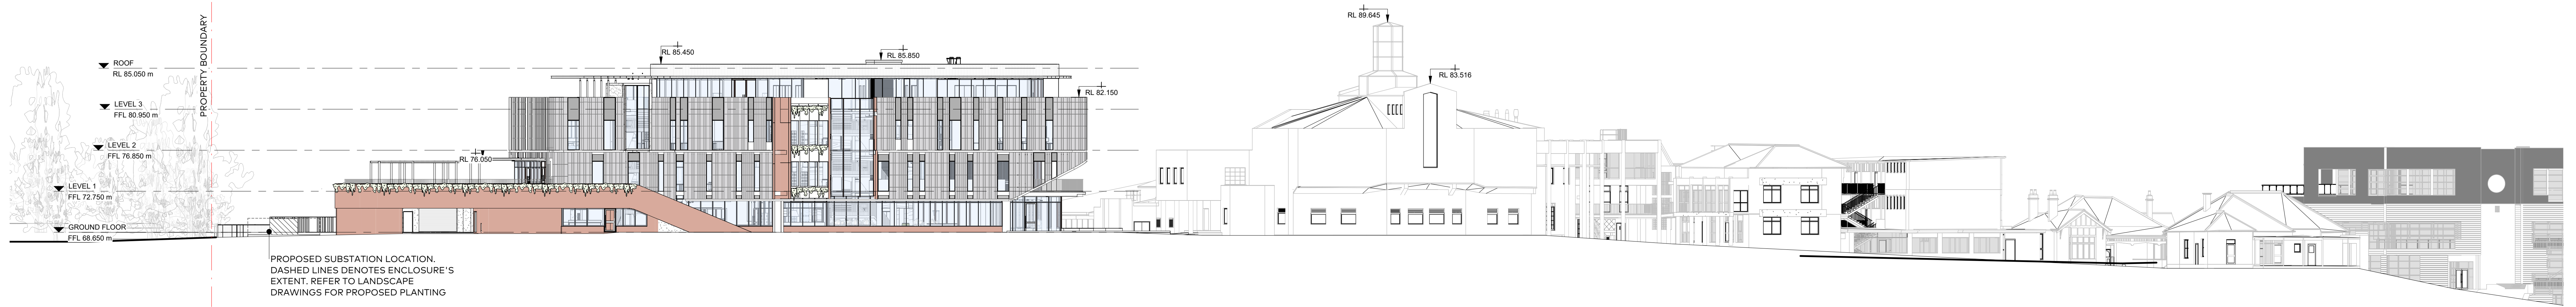 PROPERTY BOUNDARY
ROOF
RL 85.050 m
LEVEL 3
FFL 80.950 m
LEVEL 2
FFL 76.850 m
LEVEL 1
FFL 72.750 m
GROUND FLOOR
FFL 68.650 m
RL 76.050
RL 85.450
RL 85.850
RL 82.150
RL 89.645
RL 83.516
PROPOSED SUBSTATION LOCATION.
DASHED LINES DENOTES ENCLOSURE'S
EXTENT. REFER TO LANDSCAPE
DRAWINGS FOR PROPOSED PLANTING